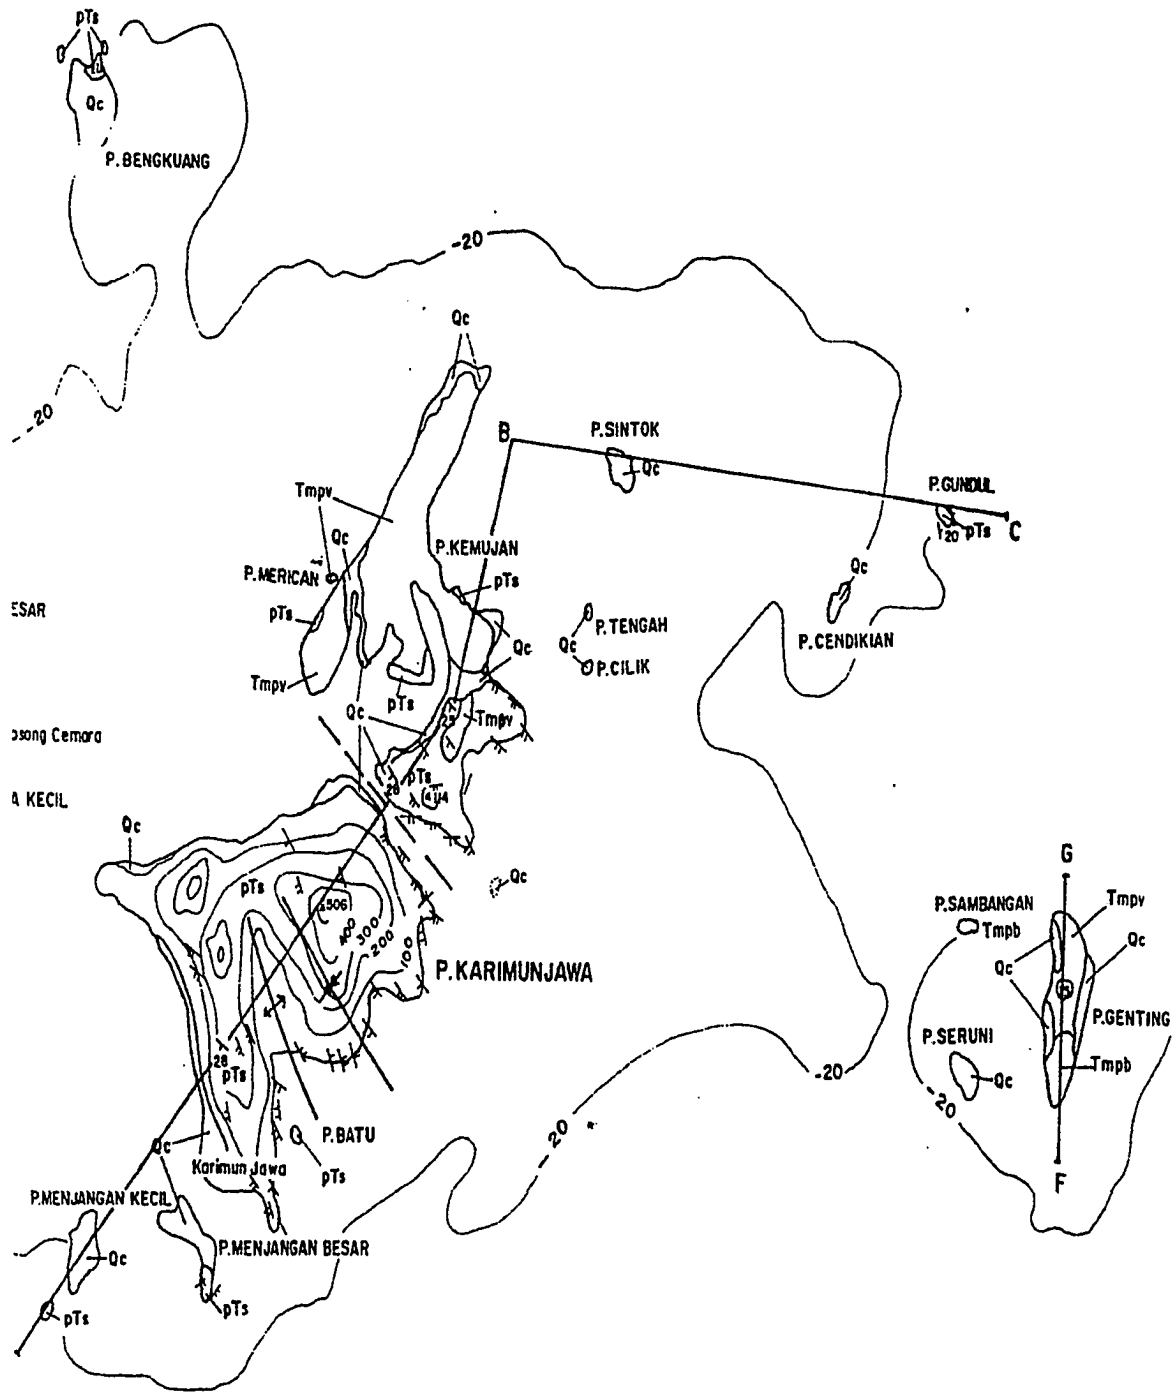 pTs
Qc
P.BENGKUANG
-20
Qc
-20
B
P.SINTOK
Qc
P.GUNDUL
20
pTs
C
Tmpv
Qc
P.KEMUJAN
P.MERICAN
pTs
pTs
Qc
P.TENGAH
Qc
P.CILIK
P.CENDIKIAN
ESAR
Qc
Tmpv
pTs
Qc
25
Tmpv
osong Cemara
pTs
28
A KECIL
Qc
Qc
pTs
506
400
300
200
100
P.KARIMUNJAWA
G
P.SAMBANGAN
Tmpb
Tmpv
Qc
Qc
P.GENTING
P.SERUNI
Qc
Tmpb
-20
-20
F
28
pTs
-20
P.BATU
pTs
Qc
Karimun Jawa
P.MENJANGAN KECIL
Qc
P.MENJANGAN BESAR
pTs
pTs